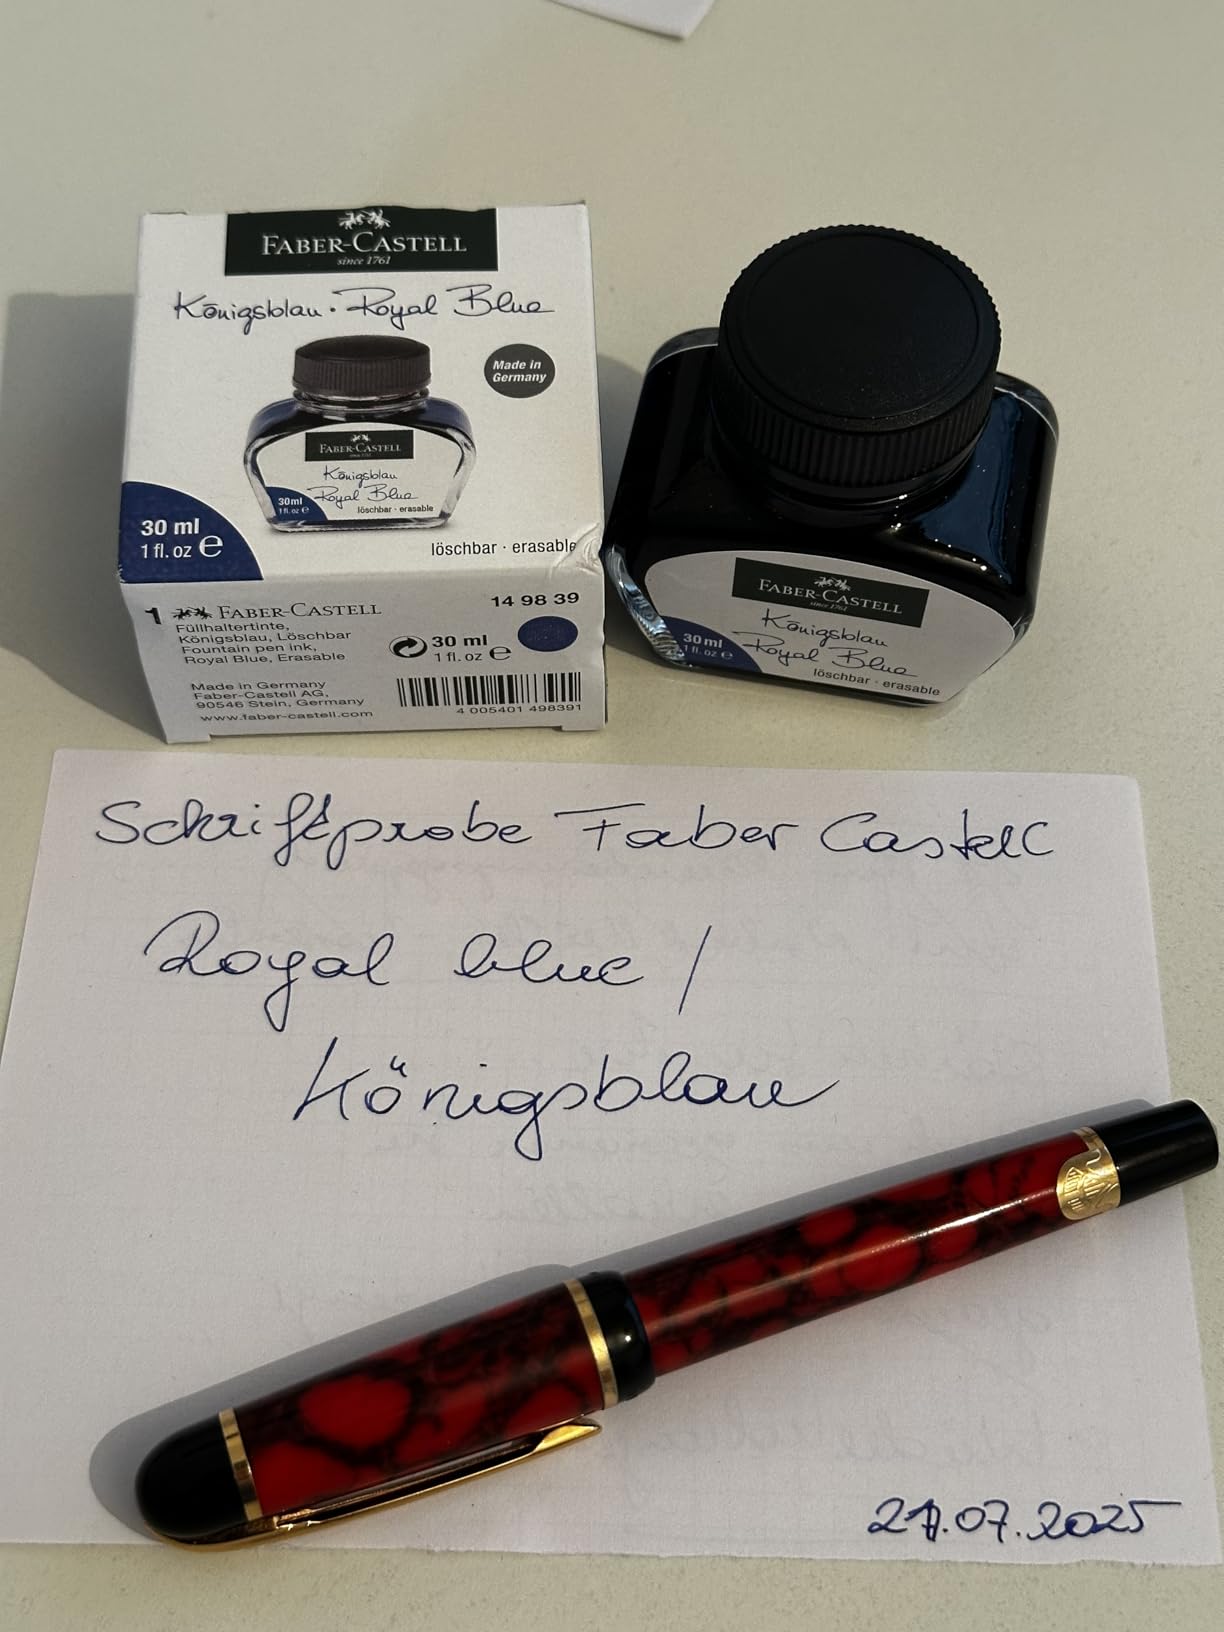 FABER-CASTELL
since 1761
Königsblau · Royal Blue
Made in
Germany
FABER-CASTELL
since 1761
Königsblau
Royal Blue
30 ml
1 fl. oz e
löschbar · erasable
30 ml
1 fl. oz e
löschbar · erasable
1 FABER-CASTELL
14 98 39
Füllhaltertinte,
Königsblau, Löschbar
Fountain pen ink,
Royal Blue, Erasable
30 ml
1 fl. oz e
Made in Germany
Faber-Castell AG,
90546 Stein, Germany
www.faber-castell.com
4 005401 498391
FABER-CASTELL
since 1761
Königsblau
Royal Blue
30 ml
1 fl. oz e
löschbar · erasable
Schriftprobe Faber Castell
Royal blue /
Königsblau
.07.2025